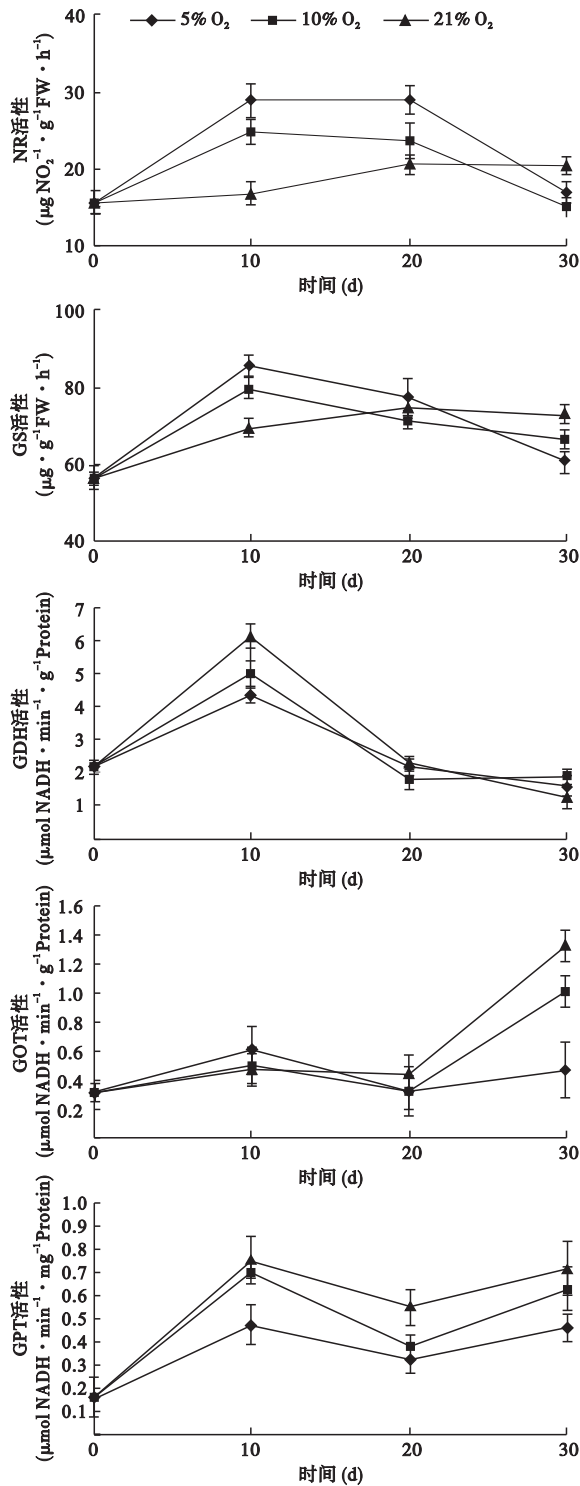 5% O₂ 10% O₂ 21% O₂
NR活性
(μg NO₂⁻¹・g⁻¹FW・h⁻¹)
40
30
20
10
0 10 20 30
时间 (d)
GS活性
(μg・g⁻¹FW・h⁻¹)
100
80
60
40
0 10 20 30
时间 (d)
GDH活性
(μmol NADH・min⁻¹・g⁻¹Protein)
7
6
5
4
3
2
1
0 10 20 30
时间 (d)
GOT活性
(μmol NADH・min⁻¹・g⁻¹Protein)
1.6
1.4
1.2
1.0
0.8
0.6
0.4
0.2
0 10 20 30
时间 (d)
GPT活性
(μmol NADH・min⁻¹・mg⁻¹Protein)
1.0
0.9
0.8
0.7
0.6
0.5
0.4
0.3
0.2
0.1
0 10 20 30
时间 (d)